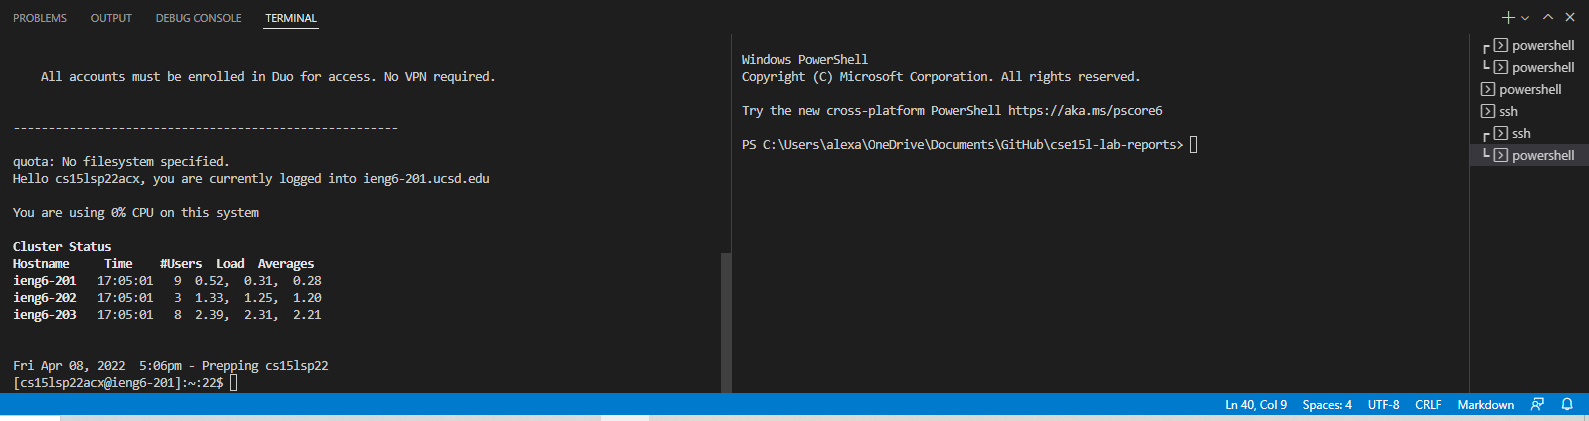 PROBLEMS OUTPUT DEBUG CONSOLE TERMINAL
All accounts must be enrolled in Duo for access. No VPN required.
-------------------------------------------------------
quota: No filesystem specified.
Hello cs15lsp22acx, you are currently logged into ieng6-201.ucsd.edu
You are using 0% CPU on this system
Cluster Status
Hostname Time #Users Load Averages
ieng6-201 17:05:01 9 0.52, 0.31, 0.28
ieng6-202 17:05:01 3 1.33, 1.25, 1.20
ieng6-203 17:05:01 8 2.39, 2.31, 2.21
Fri Apr 08, 2022 5:06pm - Prepping cs15lsp22
[cs15lsp22acx@ieng6-201]:~:22$
Windows PowerShell
Copyright (C) Microsoft Corporation. All rights reserved.
Try the new cross-platform PowerShell https://aka.ms/pscore6
PS C:\Users\alexa\OneDrive\Documents\GitHub\cse15l-lab-reports>
powershell
powershell
powershell
ssh
ssh
powershell
Ln 40, Col 9 Spaces: 4 UTF-8 CRLF Markdown